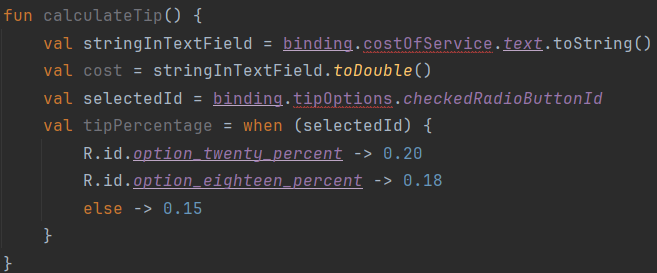 fun calculateTip() {
    val stringInTextField = binding.costOfService.text.toString()
    val cost = stringInTextField.toDouble()
    val selectedId = binding.tipOptions.checkedRadioButtonId
    val tipPercentage = when (selectedId) {
        R.id.option_twenty_percent -> 0.20
        R.id.option_eighteen_percent -> 0.18
        else -> 0.15
    }
}